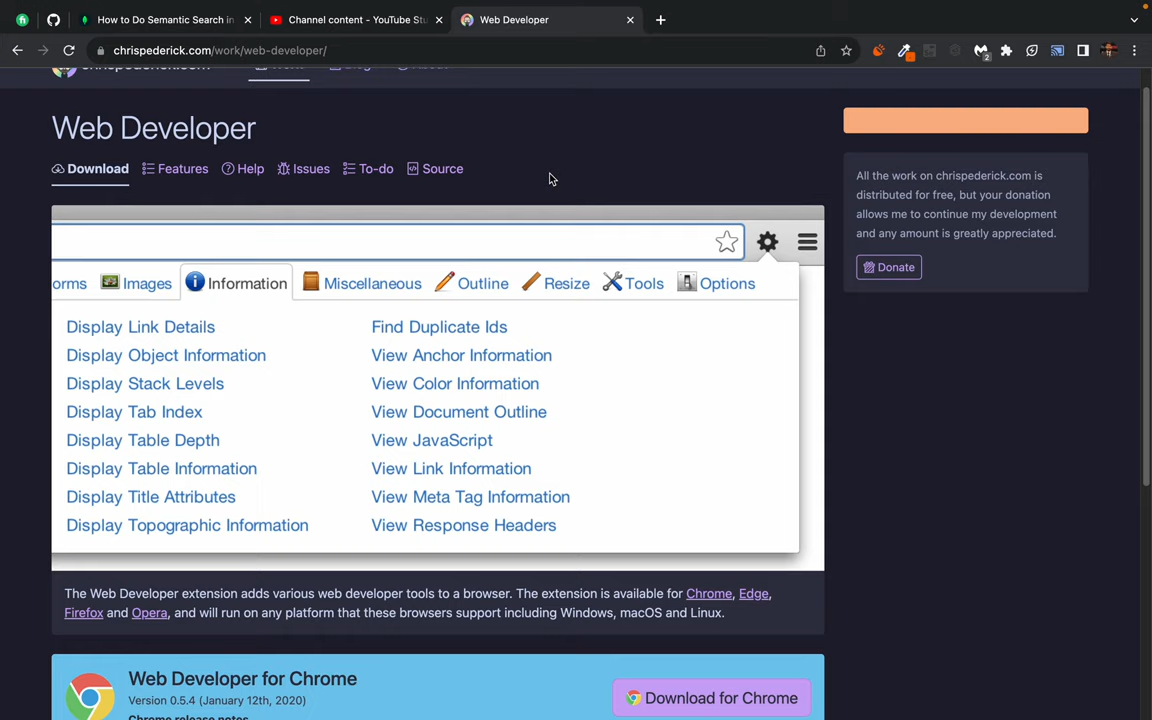 How to Do Semantic Search in
Channel content - YouTube Stu
Web Developer
chrispederick.com/work/web-developer/
2
Web Developer
Download Features Help Issues To-do Source
orms Images Information Miscellaneous Outline Resize Tools Options
Display Link Details
Display Object Information
Display Stack Levels
Display Tab Index
Display Table Depth
Display Table Information
Display Title Attributes
Display Topographic Information
Find Duplicate Ids
View Anchor Information
View Color Information
View Document Outline
View JavaScript
View Link Information
View Meta Tag Information
View Response Headers
The Web Developer extension adds various web developer tools to a browser. The extension is available for Chrome, Edge,
Firefox and Opera, and will run on any platform that these browsers support including Windows, macOS and Linux.
Web Developer for Chrome
Version 0.5.4 (January 12th, 2020)
Chrome release notes
Download for Chrome
All the work on chrispederick.com is
distributed for free, but your donation
allows me to continue my development
and any amount is greatly appreciated.
Donate